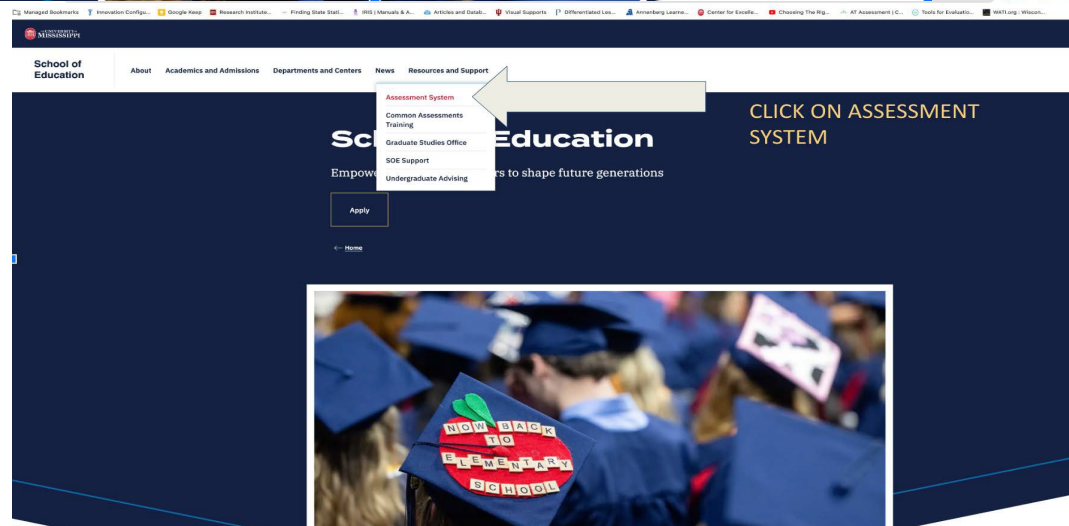 Managed Bookmarks Innovation Configu... Google Keep Research Institute... Finding State Stati... IRIS | Manuals & A... Articles and Datab... Visual Supports Differentiated Les... Annenberg Learne... Center for Excelle... Choosing The Rig... AT Assessment | C... Tools for Evaluatio... WATI.org : Wiscon...
UNIVERSITY
MISSISSIPPI
School of
Education
About Academics and Admissions Departments and Centers News Resources and Support
Assessment System
Common Assessments
Training
Graduate Studies Office
SOE Support
Undergraduate Advising
CLICK ON ASSESSMENT
SYSTEM
Sc Education
Empowe rs to shape future generations
Apply
← Home
NOW BACK
TO
ELEMENTARY
SCHOOL